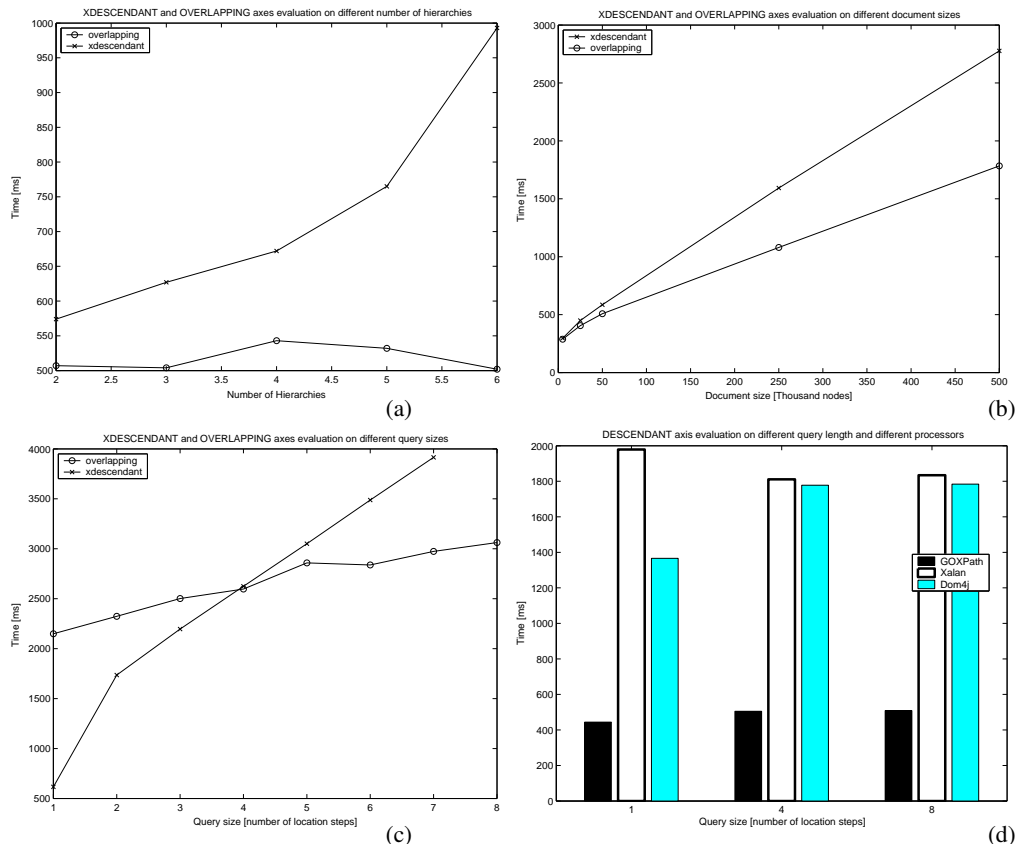 XDESCENDANT and OVERLAPPING axes evaluation on different number of hierarchies
overlapping
xdescendant
1000
950
900
850
800
750
700
650
600
550
500
Time [ms]
2 2.5 3 3.5 4 4.5 5 5.5 6
Number of Hierarchies
(a)
XDESCENDANT and OVERLAPPING axes evaluation on different document sizes
xdescendant
overlapping
3000
2500
2000
1500
1000
500
0
Time [ms]
0 50 100 150 200 250 300 350 400 450 500
Document size [Thousand nodes]
(b)
XDESCENDANT and OVERLAPPING axes evaluation on different query sizes
overlapping
xdescendant
4000
3500
3000
2500
2000
1500
1000
500
Time [ms]
1 2 3 4 5 6 7 8
Query size [number of location steps]
(c)
DESCENDANT axis evaluation on different query length and different processors
2000
1800
1600
1400
1200
1000
800
600
400
200
0
Time [ms]
GOXPath
Xalan
Dom4j
1 4 8
Query size [number of location steps]
(d)